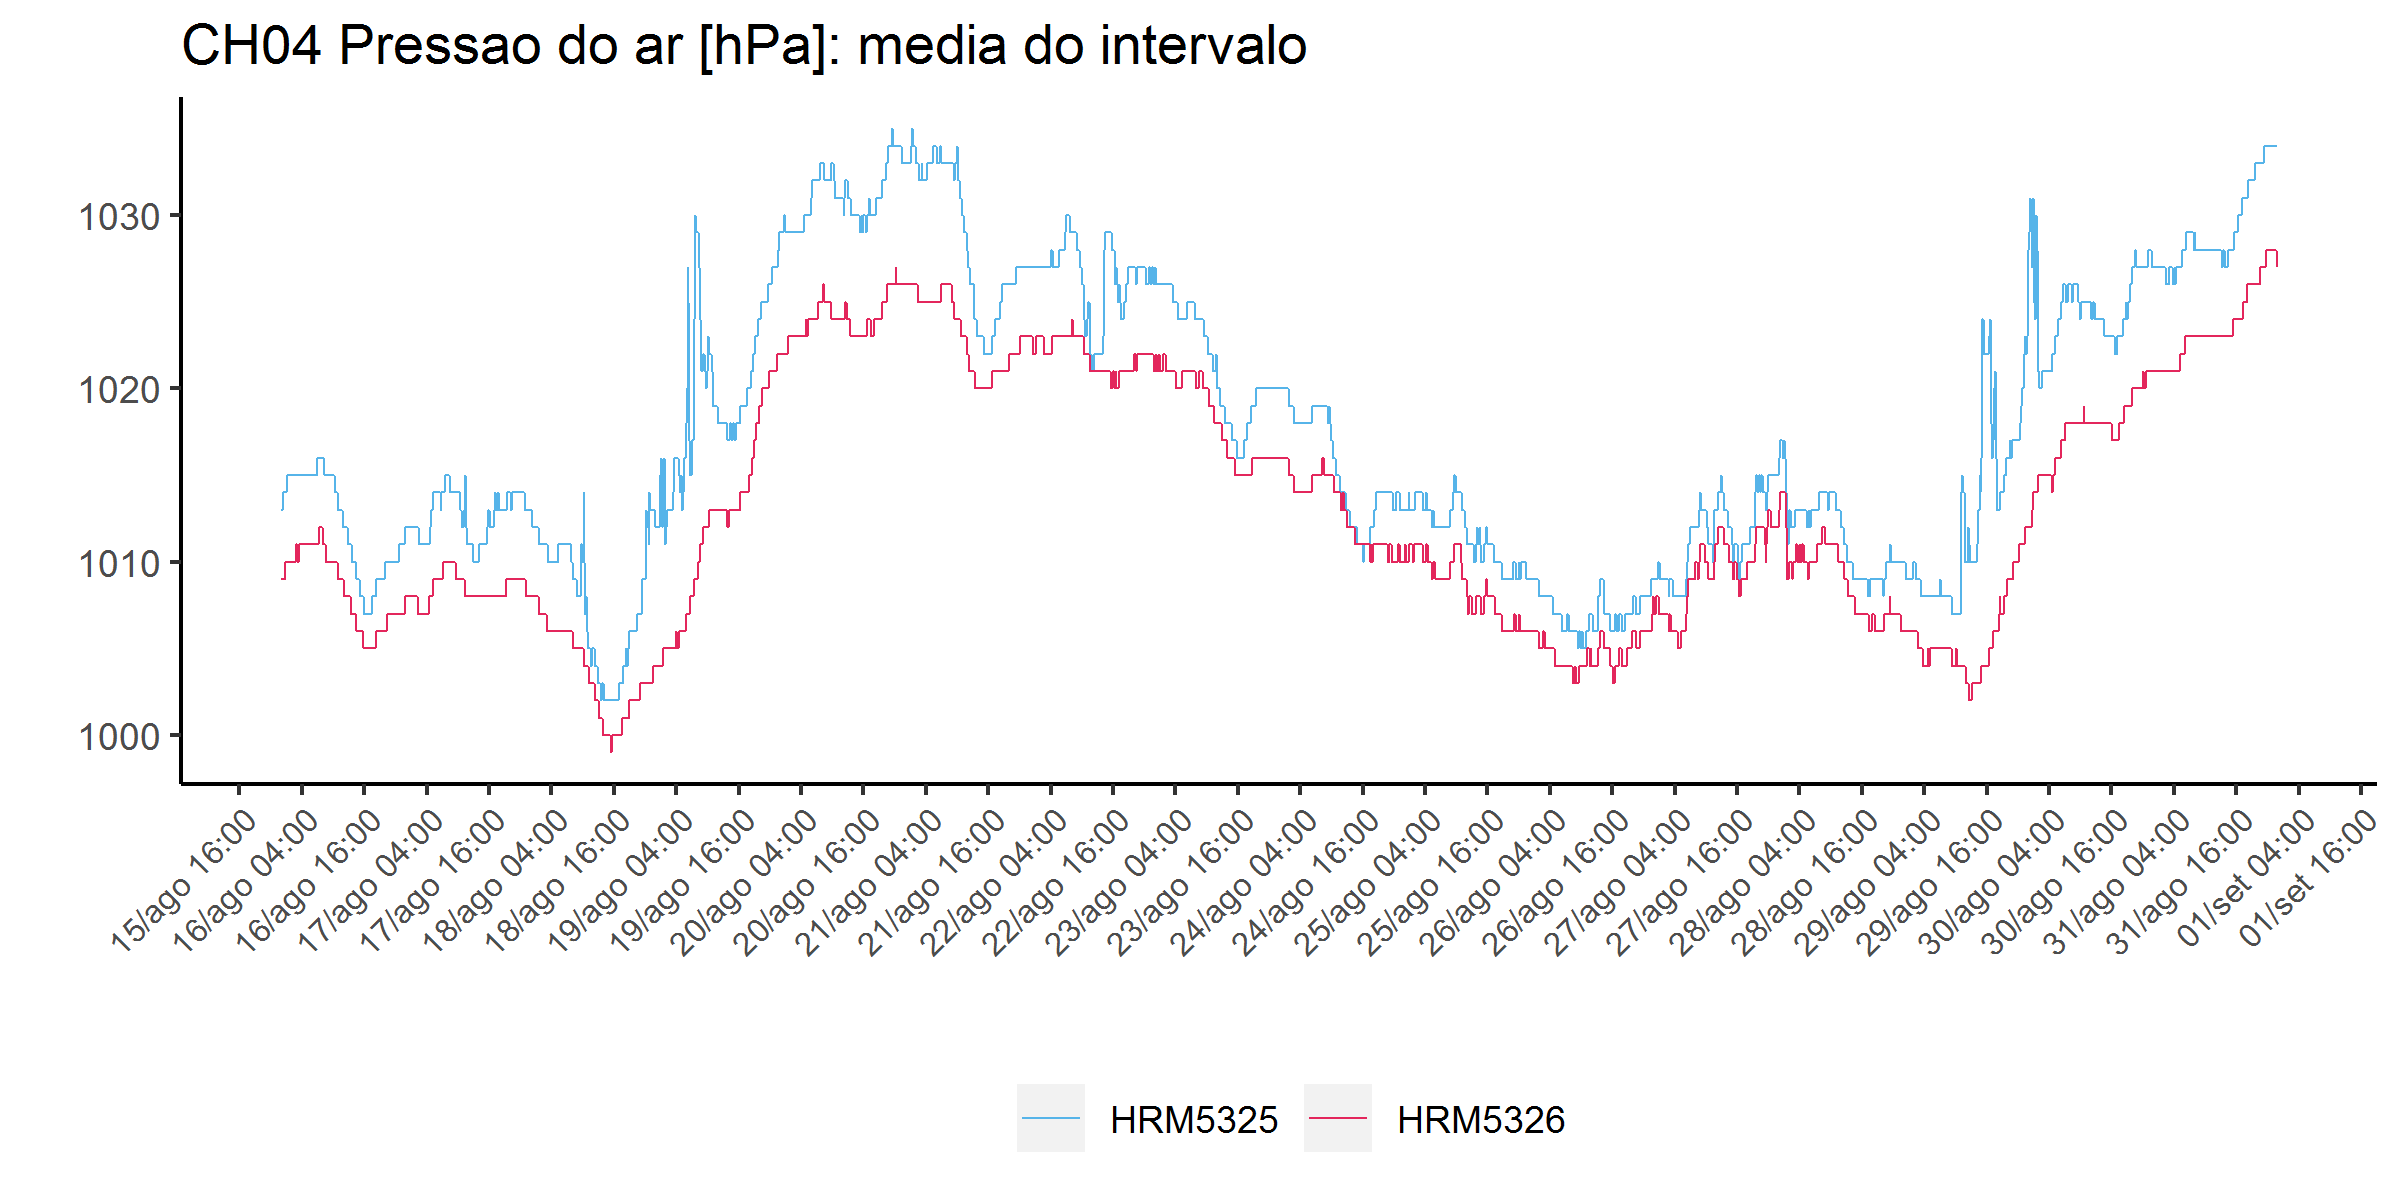 CH04 Pressao do ar [hPa]: media do intervalo
1030
1020
1010
1000
15/ago 16:00
16/ago 04:00
16/ago 16:00
17/ago 04:00
17/ago 16:00
18/ago 04:00
18/ago 16:00
19/ago 04:00
19/ago 16:00
20/ago 04:00
20/ago 16:00
21/ago 04:00
21/ago 16:00
22/ago 04:00
22/ago 16:00
23/ago 04:00
23/ago 16:00
24/ago 04:00
24/ago 16:00
25/ago 04:00
25/ago 16:00
26/ago 04:00
26/ago 16:00
27/ago 04:00
27/ago 16:00
28/ago 04:00
28/ago 16:00
29/ago 04:00
29/ago 16:00
30/ago 04:00
30/ago 16:00
31/ago 04:00
31/ago 16:00
01/set 04:00
01/set 16:00
HRM5325
HRM5326